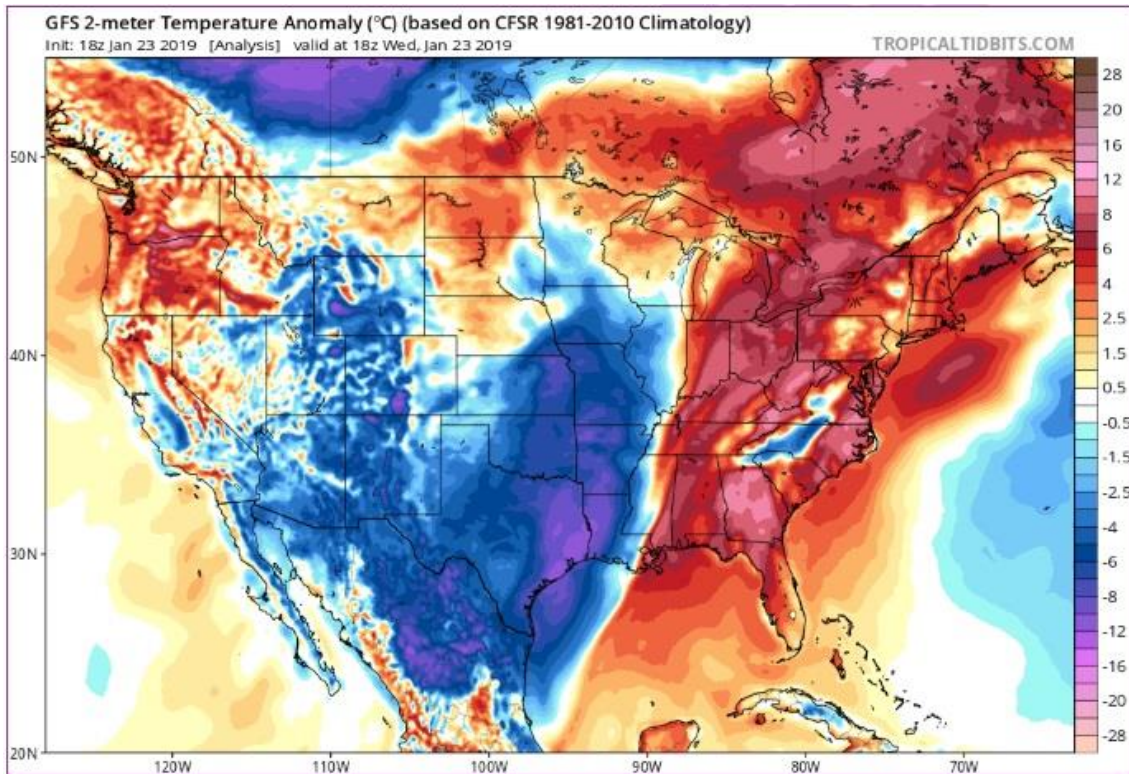 GFS 2-meter Temperature Anomaly (°C) (based on CFSR 1981-2010 Climatology)
Init: 18z Jan 23 2019 [Analysis] valid at 18z Wed, Jan 23 2019
TROPICALTIDBITS.COM
50N
40N
30N
20N
120W
110W
100W
90W
80W
70W
28
20
16
12
8
6
4
2.5
1.5
0.5
-0.5
-1.5
-2.5
-4
-6
-8
-12
-16
-20
-28